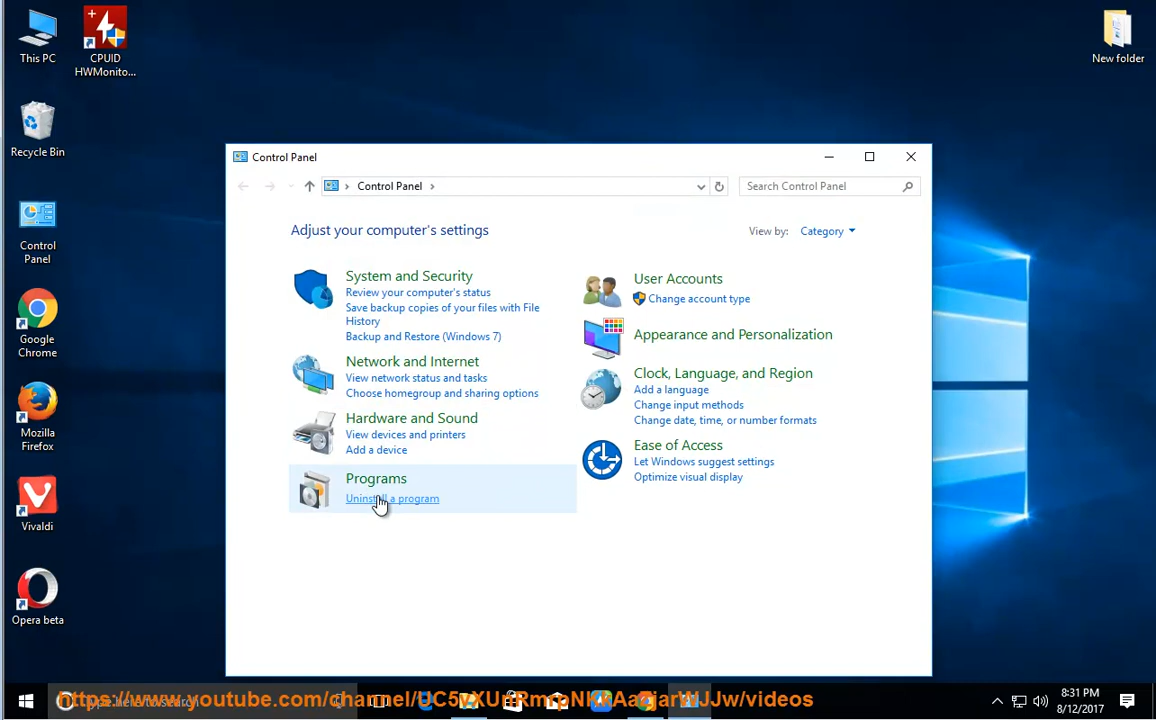 This PC
CPUID
HWMonito...
New folder
Recycle Bin
Control
Panel
Google
Chrome
Mozilla
Firefox
Vivaldi
Opera beta
Control Panel
Control Panel
Search Control Panel
Adjust your computer's settings
View by: Category
System and Security
Review your computer's status
Save backup copies of your files with File
History
Backup and Restore (Windows 7)
Network and Internet
View network status and tasks
Choose homegroup and sharing options
Hardware and Sound
View devices and printers
Add a device
Programs
Uninstall a program
User Accounts
Change account type
Appearance and Personalization
Clock, Language, and Region
Add a language
Change input methods
Change date, time, or number formats
Ease of Access
Let Windows suggest settings
Optimize visual display
Type here to search
8:31 PM
8/12/2017